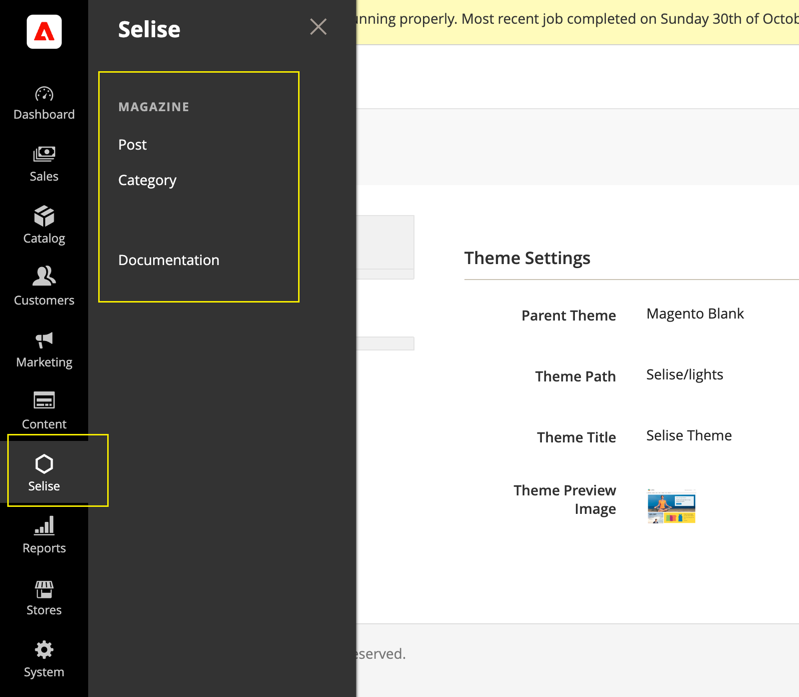 Selise
unning properly. Most recent job completed on Sunday 30th of Octob
Dashboard
Sales
Catalog
Customers
Marketing
Content
Selise
Reports
Stores
System
MAGAZINE
Post
Category
Documentation
Theme Settings
Parent Theme Magento Blank
Theme Path Selise/lights
Theme Title Selise Theme
Theme Preview
Image
eserved.